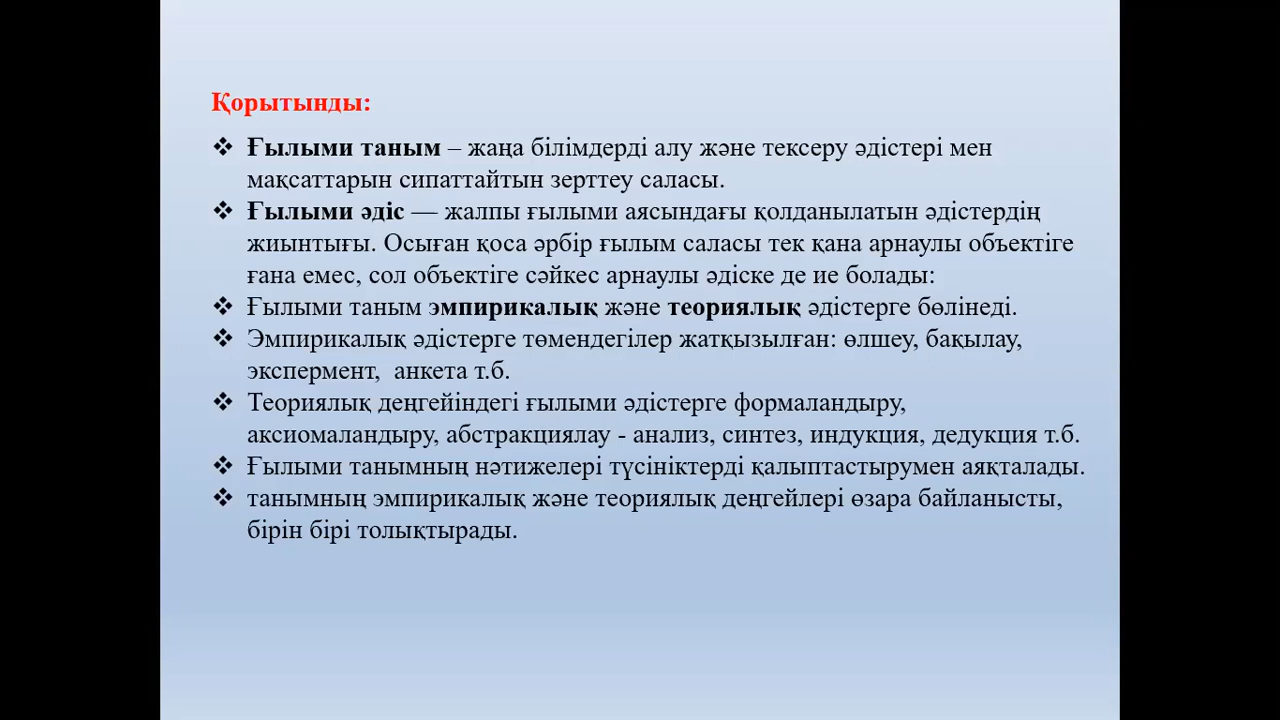 Қорытынды:
❖ Ғылыми таным – жаңа білімдерді алу және тексеру әдістері мен
мақсаттарын сипаттайтын зерттеу саласы.
❖ Ғылыми әдіс — жалпы ғылыми аясындағы қолданылатын әдістердің
жиынтығы. Осыған қоса әрбір ғылым саласы тек қана арнаулы объектіге
ғана емес, сол объектіге сәйкес арнаулы әдіске де ие болады:
❖ Ғылыми таным эмпирикалық және теориялық әдістерге бөлінеді.
❖ Эмпирикалық әдістерге төмендегілер жатқызылған: өлшеу, бақылау,
экспермент,  анкета т.б.
❖ Теориялық деңгейіндегі ғылыми әдістерге формаландыру,
аксиомаландыру, абстракциялау - анализ, синтез, индукция, дедукция т.б.
❖ Ғылыми танымның нәтижелері түсініктерді қалыптастырумен аяқталады.
❖ танымның эмпирикалық және теориялық деңгейлері өзара байланысты,
бірін бірі толықтырады.